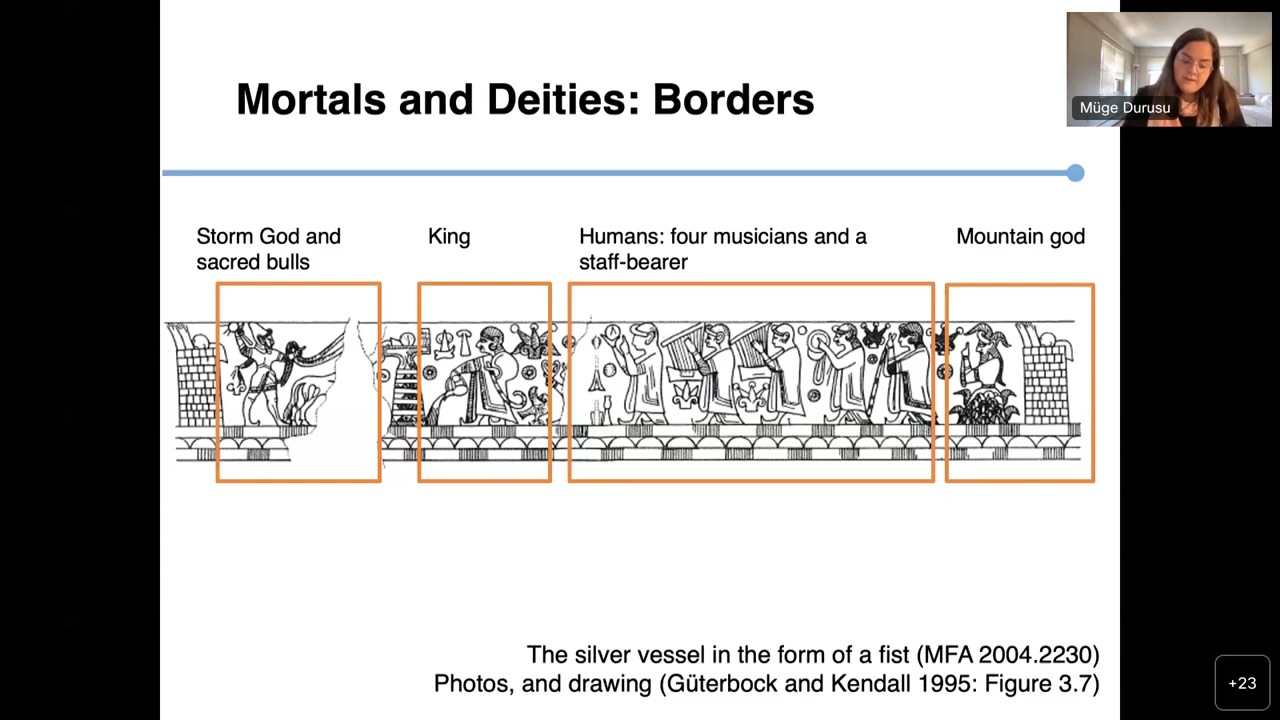 Mortals and Deities: Borders
Müge Durusu
Storm God and
sacred bulls
King
Humans: four musicians and a
staff-bearer
Mountain god
The silver vessel in the form of a fist (MFA 2004.2230)
Photos, and drawing (Güterbock and Kendall 1995: Figure 3.7)
+23